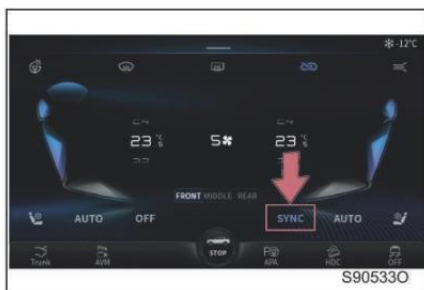 -12°C
23 °C
5
23 °C
FRONT MIDDLE REAR
AUTO
OFF
SYNC
AUTO
Trunk
AVM
STOP
APA
HDC
OFF
S90533O